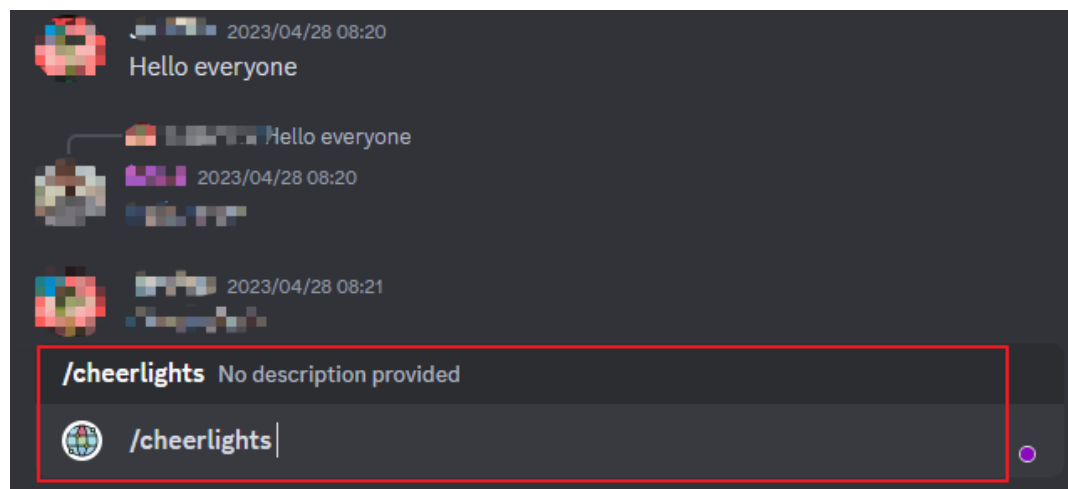 2023/04/28 08:20
Hello everyone
Hello everyone
2023/04/28 08:20
2023/04/28 08:21
/cheerlights No description provided
/cheerlights